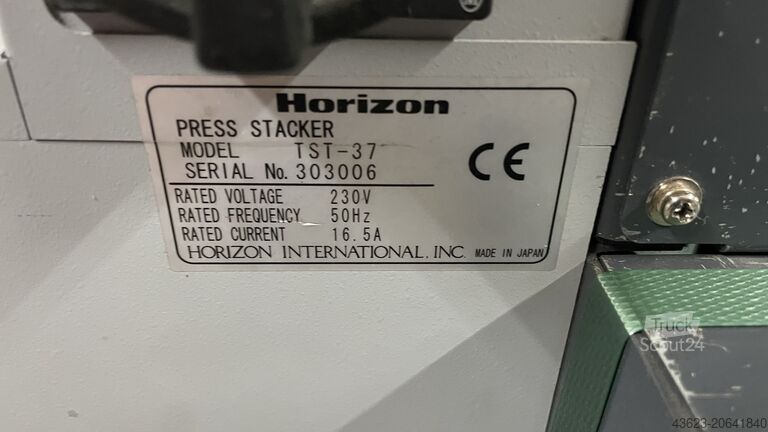 Horizon
PRESS STACKER
MODEL TST-37
SERIAL No. 303006
CE
RATED VOLTAGE 230V
RATED FREQUENCY 50Hz
RATED CURRENT 16.5A
HORIZON INTERNATIONAL, INC. MADE IN JAPAN
Truck
Scout24
43623-20641840